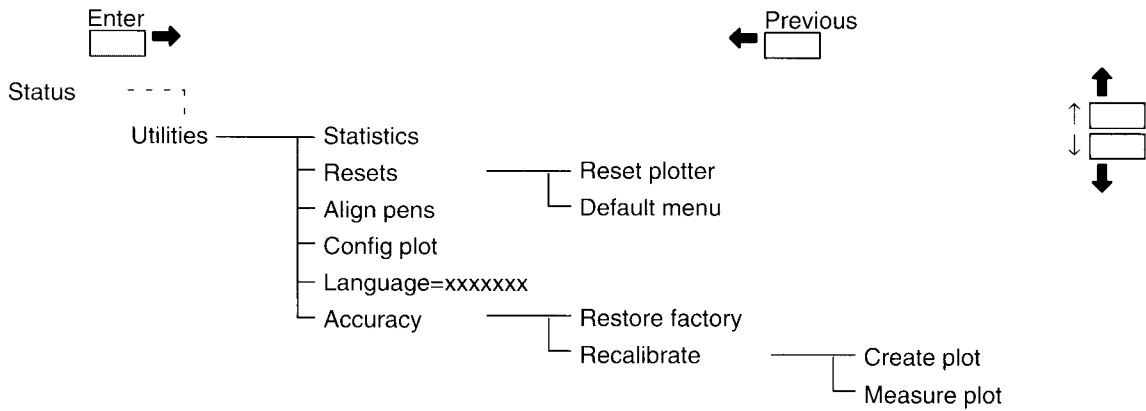 Enter
Previous
Status
↑
↓
Utilities
Statistics
Resets
Reset plotter
Align pens
Default menu
Config plot
Language=xxxxxxx
Accuracy
Restore factory
Recalibrate
Create plot
Measure plot